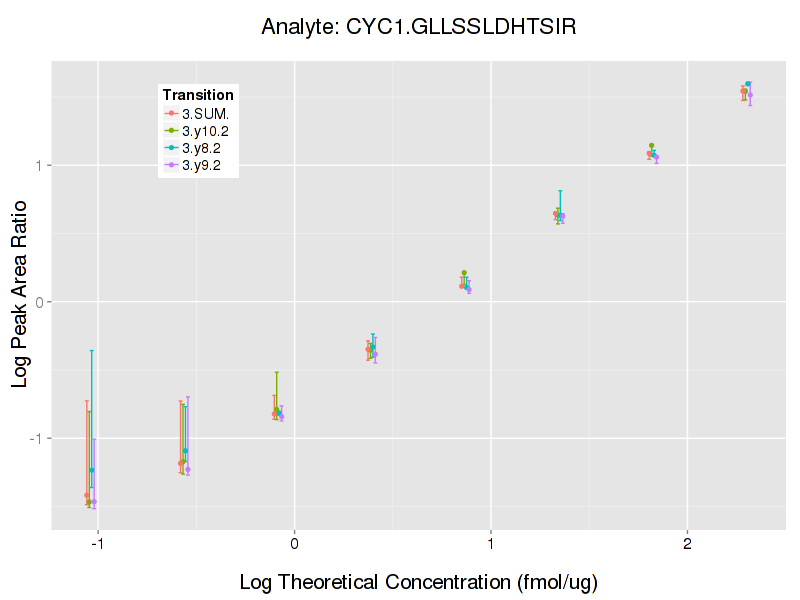 Analyte: CYC1.GLLSSLDHTSIR
Transition
3.SUM.
3.y10.2
3.y8.2
3.y9.2
Log Peak Area Ratio
1
0
-1
-1 0 1 2
Log Theoretical Concentration (fmol/ug)